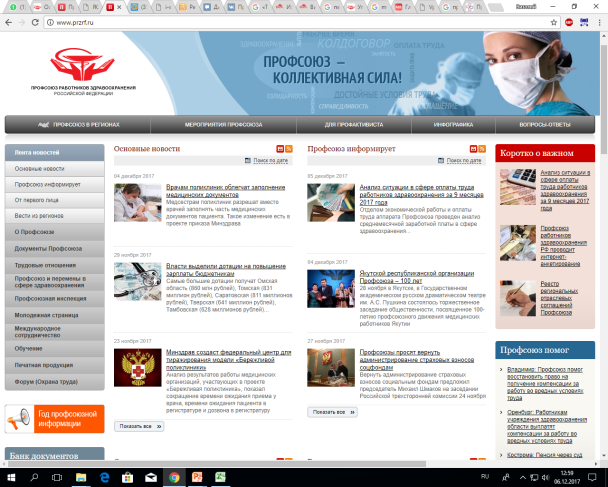 www.przrf.ru
ПРОФСОЮЗ РАБОТНИКОВ ЗДРАВООХРАНЕНИЯ
РОССИЙСКОЙ ФЕДЕРАЦИИ
ЗДРАВООХРАНЕНИЕ
КОЛДОГОВОР
ОПЛАТА ТРУДА
ПРОФСОЮЗ –
КОЛЛЕКТИВНАЯ СИЛА!
СОЛИДАРНОСТЬ
ДОСТОЙНЫЕ УСЛОВИЯ ТРУДА
СПРАВЕДЛИВОСТЬ
СОГЛАШЕНИЕ
ПРОФСОЮЗ В РЕГИОНАХ
МЕРОПРИЯТИЯ ПРОФСОЮЗА
ДЛЯ ПРОФАКТИВИСТА
ИНФОГРАФИКА
ВОПРОСЫ-ОТВЕТЫ
Лента новостей
Основные новости
Профсоюз информирует
От первого лица
Вести из регионов
О Профсоюзе
Документы Профсоюза
Трудовые отношения
Профсоюз и перемены в
сфере здравоохранения
Профсоюзная инспекция
Молодежная страница
Международное
сотрудничество
Обучение
Печатная продукция
Форум (Охрана труда)
Год профсоюзной
информации
Банк документов
Основные новости
Поиск по дате
04 декабря 2017
Врачам поликлиник облегчат заполнение
медицинских документов
Медсестрам поликлиник разрешат вместо
врачей заполнять часть медицинских
документов пациента. Такое изменение есть в
проекте приказа Минздрава
28 ноября 2017
Власти выделили дотации на повышение
зарплаты бюджетникам
Самые большие дотации получат Омская
область (860 млн рублей), Томская (831
миллион рублей), Саратовская (811 миллионов
рублей), Тверская (641 миллион рублей),
Тамбовская (628 миллионов рублей)...
23 ноября 2017
Минздрав создаст федеральный центр для
тиражирования модели «Бережливой
поликлиники»
Анализ результатов работы медицинских
организаций, участвующих в проекте
«Бережливая поликлиника», показал
сокращение времени ожидания приема у
врача, времени ожидания пациента в
регистратуре и дозвона в регистратуру
Показать все »
Профсоюз информирует
Поиск по дате
05 декабря 2017
Анализ ситуации в сфере оплаты труда
работников здравоохранения за 9 месяцев
2017 года
Отделом экономической работы и оплаты
труда аппарата Профсоюза проведен анализ
среднемесячной заработной платы в сфере
здравоохранения...
04 декабря 2017
Якутской республиканской организации
Профсоюза – 100 лет
28 ноября в Якутске, в Государственном
академическом русском драматическом театре
им. А.С. Пушкина состоялось торжественное
заседание общественности, посвященное 100-
летию профсоюзного движения медицинских
работников Якутии
27 ноября 2017
Профсоюзы просят вернуть
администрирование страховых взносов
соцфондам
Вернуть администрирование страховых
взносов социальным фондам предложил
председатель Михаил Шмаков на заседании
Российской трехсторонней комиссии 24 ноября
Показать все »
Коротко о важном
Анализ ситуации в
сфере оплаты
труда работников
здравоохранения
за 9 месяцев 2017
года
Профсоюз
работников
здравоохранения
РФ проводит
интернет-
анкетирование
Реестр
региональных
отраслевых
соглашений
Профсоюза
Профсоюз помог
Владимир: Профсоюз помог
восстановить право на
получение компенсации за
работу во вредных условиях
труда
Оренбург: Работникам
учреждения здравоохранения
области выплатят
компенсации за работу во
вредных условиях труда
Кострома: Пенсия через суд
RU
12:59
06.12.2017